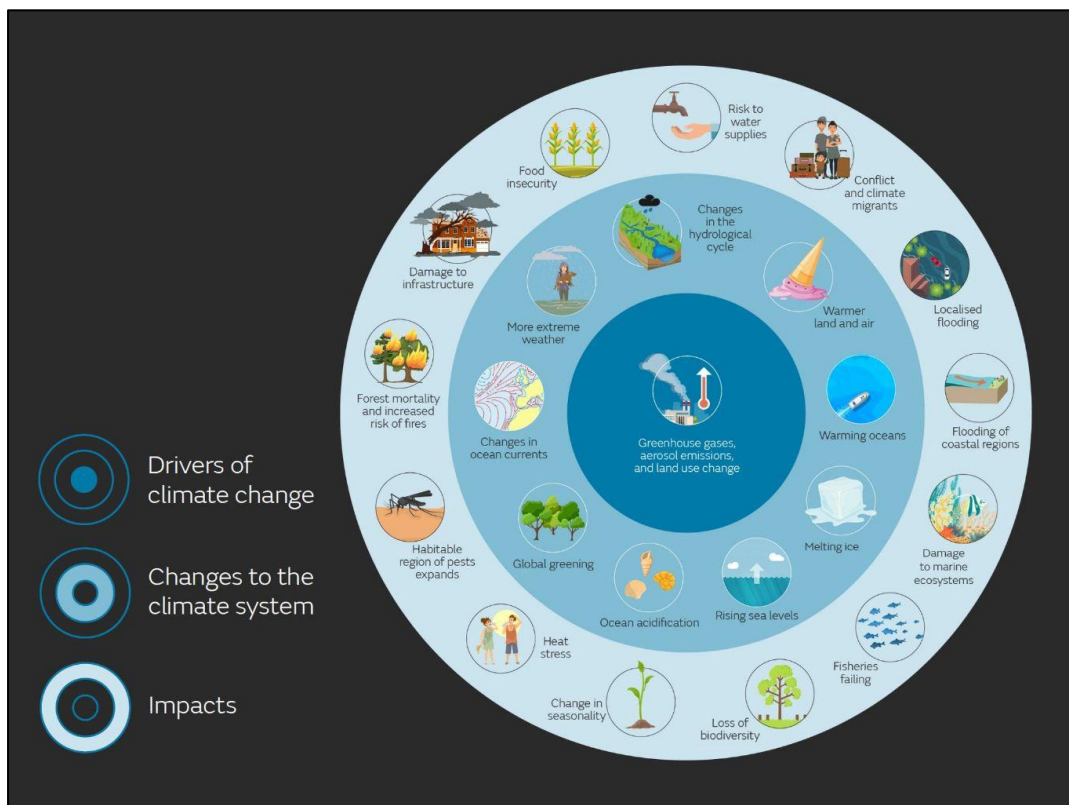 Risk to
water
supplies
Conflict
and climate
migrants
Localised
flooding
Flooding of
coastal regions
Damage
to marine
ecosystems
Fisheries
failing
Loss of
biodiversity
Change in
seasonality
Heat
stress
Habitable
region of pests
expands
Forest mortality
and increased
risk of fires
Damage to
infrastructure
Food
insecurity
Changes
in the
hydrological
cycle
Warmer
land and air
Warming oceans
Melting ice
Rising sea levels
Ocean acidification
Global greening
Changes in
ocean currents
More extreme
weather
Greenhouse gases,
aerosol emissions,
and land use change
Drivers of
climate change
Changes to the
climate system
Impacts